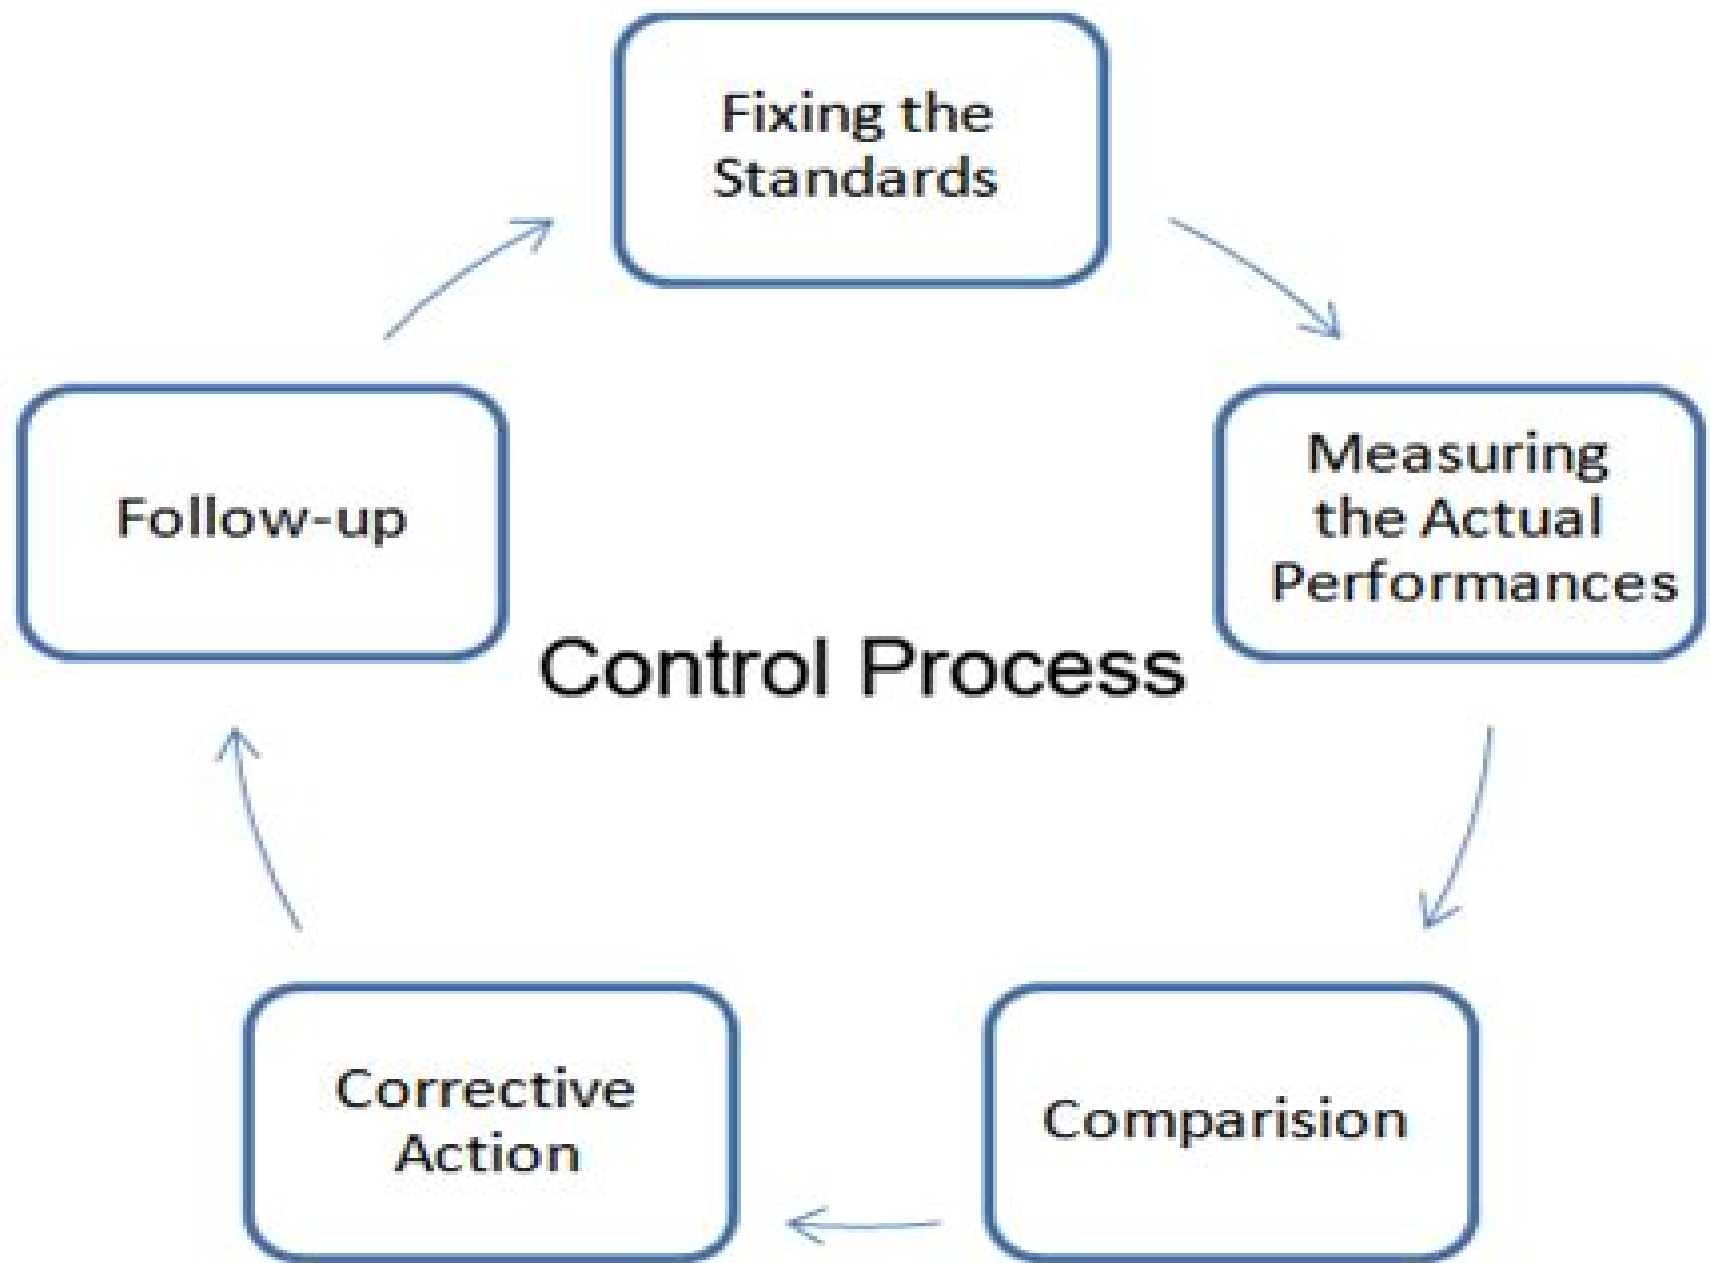 Fixing the
Standards
Measuring
the Actual
Performances
Comparision
Corrective
Action
Follow-up
Control Process